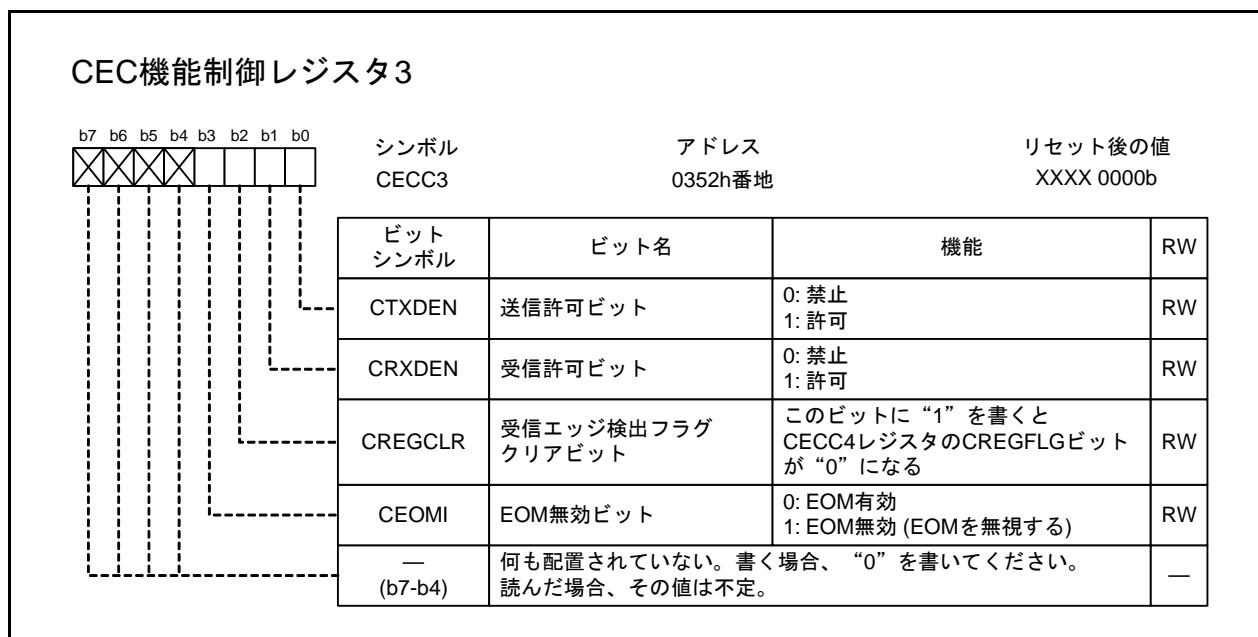 CEC機能制御レジスタ3
b7 b6 b5 b4 b3 b2 b1 b0
シンボル
アドレス
リセット後の値
CECC3
0352h番地
XXXX 0000b
ビット
シンボル
ビット名
機能
RW
CTXDEN
送信許可ビット
0: 禁止
1: 許可
RW
CRXDEN
受信許可ビット
0: 禁止
1: 許可
RW
CREGCLR
受信エッジ検出フラグ
クリアビット
このビットに“1”を書くと
CECC4レジスタのCREGFLGビット
が“0”になる
RW
CEOMI
EOM無効ビット
0: EOM有効
1: EOM無効 (EOMを無視する)
RW
—
(b7-b4)
何も配置されていない。書く場合、“0”を書いてください。
読んだ場合、その値は不定。
—